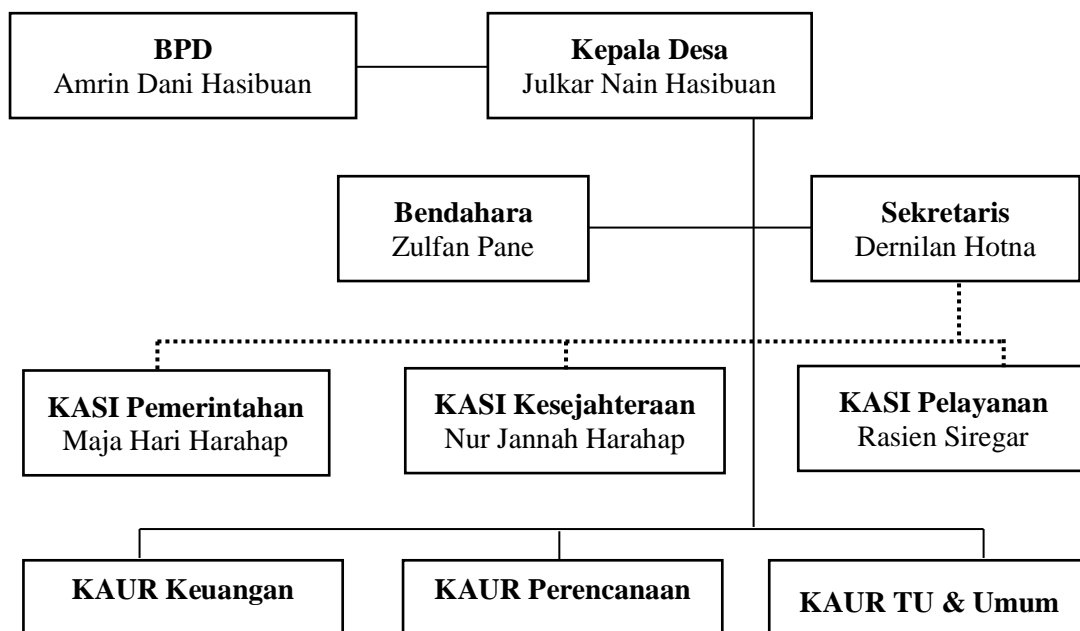 BPD
Amrin Dani Hasibuan
Kepala Desa
Julkar Nain Hasibuan
Bendahara
Zulfan Pane
Sekretaris
Dernilan Hotna
KASI Pemerintahan
Maja Hari Harahap
KASI Kesejahteraan
Nur Jannah Harahap
KASI Pelayanan
Rasien Siregar
KAUR Keuangan
KAUR Perencanaan
KAUR TU & Umum